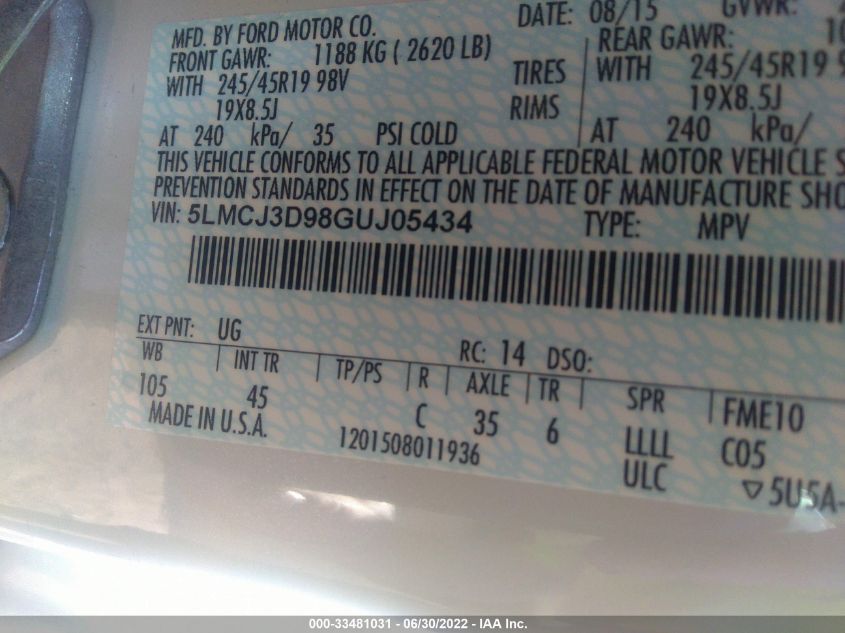 MFD. BY FORD MOTOR CO.
DATE: 08/15 GVWR:
FRONT GAWR: 1188 KG ( 2620 LB)
REAR GAWR:
WITH 245/45R19 98V TIRES WITH 245/45R19
19X8.5J RIMS 19X8.5J
AT 240 kPa/ 35 PSI COLD AT 240 kPa/
THIS VEHICLE CONFORMS TO ALL APPLICABLE FEDERAL MOTOR VEHICLE
PREVENTION STANDARDS IN EFFECT ON THE DATE OF MANUFACTURE
VIN: 5LMCJ3D98GUJ05434 TYPE: MPV
EXT PNT: UG RC: 14 DSO:
WB INT TR TP/PS R AXLE TR SPR FME10
105 45 C 35 6 LLLL C05
MADE IN U.S.A. 1201508011936 ULC ▽5U5A-
000-33481031 - 06/30/2022 - IAA Inc.